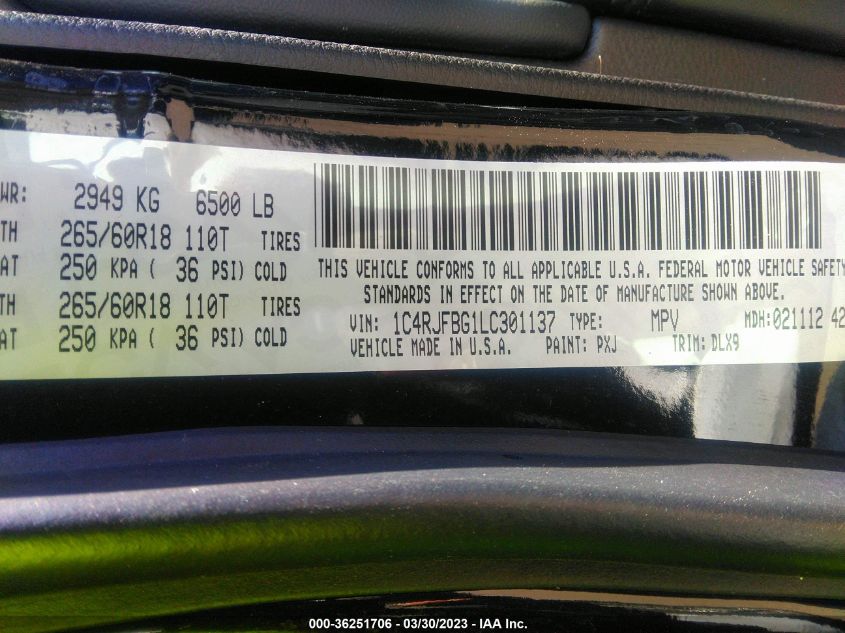 WR: 2949 KG 6500 LB
TH 265/60R18 110T TIRES
AT 250 KPA ( 36 PSI) COLD
TH 265/60R18 110T TIRES
AT 250 KPA ( 36 PSI) COLD
THIS VEHICLE CONFORMS TO ALL APPLICABLE U.S.A. FEDERAL MOTOR VEHICLE SAFETY
STANDARDS IN EFFECT ON THE DATE OF MANUFACTURE SHOWN ABOVE.
VIN: 1C4RJFBG1LC301137 TYPE: MPV MDH:021112 42
VEHICLE MADE IN U.S.A. PAINT: PXJ TRIM: DLX9
000-36251706 - 03/30/2023 - IAA Inc.